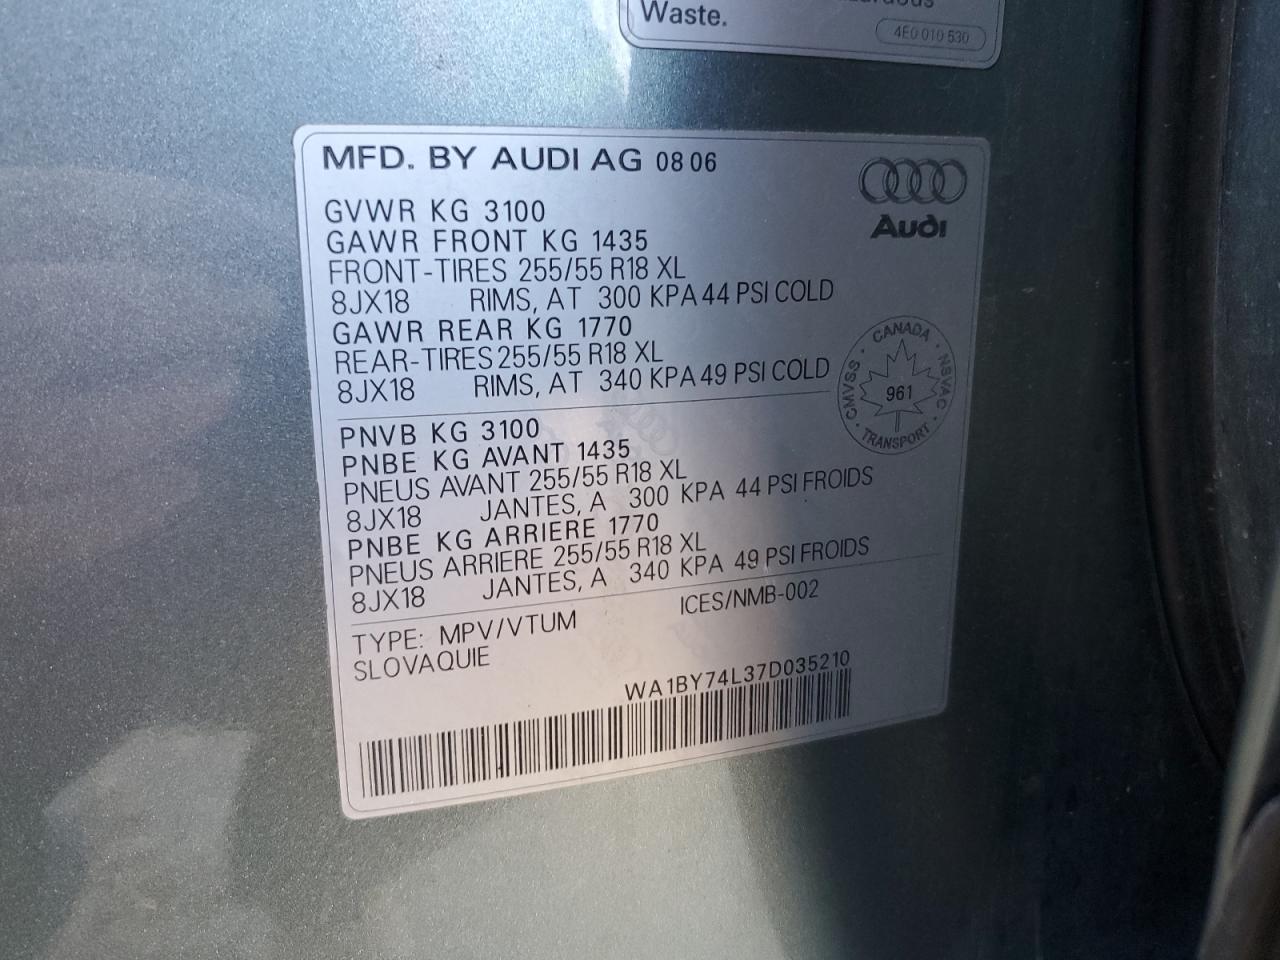 Waste.
4E0 010 530
MFD. BY AUDI AG 08 06
Audi
GVWR KG 3100
GAWR FRONT KG 1435
FRONT-TIRES 255/55 R18 XL
8JX18 RIMS, AT 300 KPA 44 PSI COLD
GAWR REAR KG 1770
REAR-TIRES 255/55 R18 XL
8JX18 RIMS, AT 340 KPA 49 PSI COLD
CANADA
CMVSS
NSVAC
961
TRANSPORT
PNVB KG 3100
PNBE KG AVANT 1435
PNEUS AVANT 255/55 R18 XL
8JX18 JANTES, A 300 KPA 44 PSI FROIDS
PNBE KG ARRIERE 1770
PNEUS ARRIERE 255/55 R18 XL
8JX18 JANTES, A 340 KPA 49 PSI FROIDS
TYPE: MPV/VTUM ICES/NMB-002
SLOVAQUIE
WA1BY74L37D035210